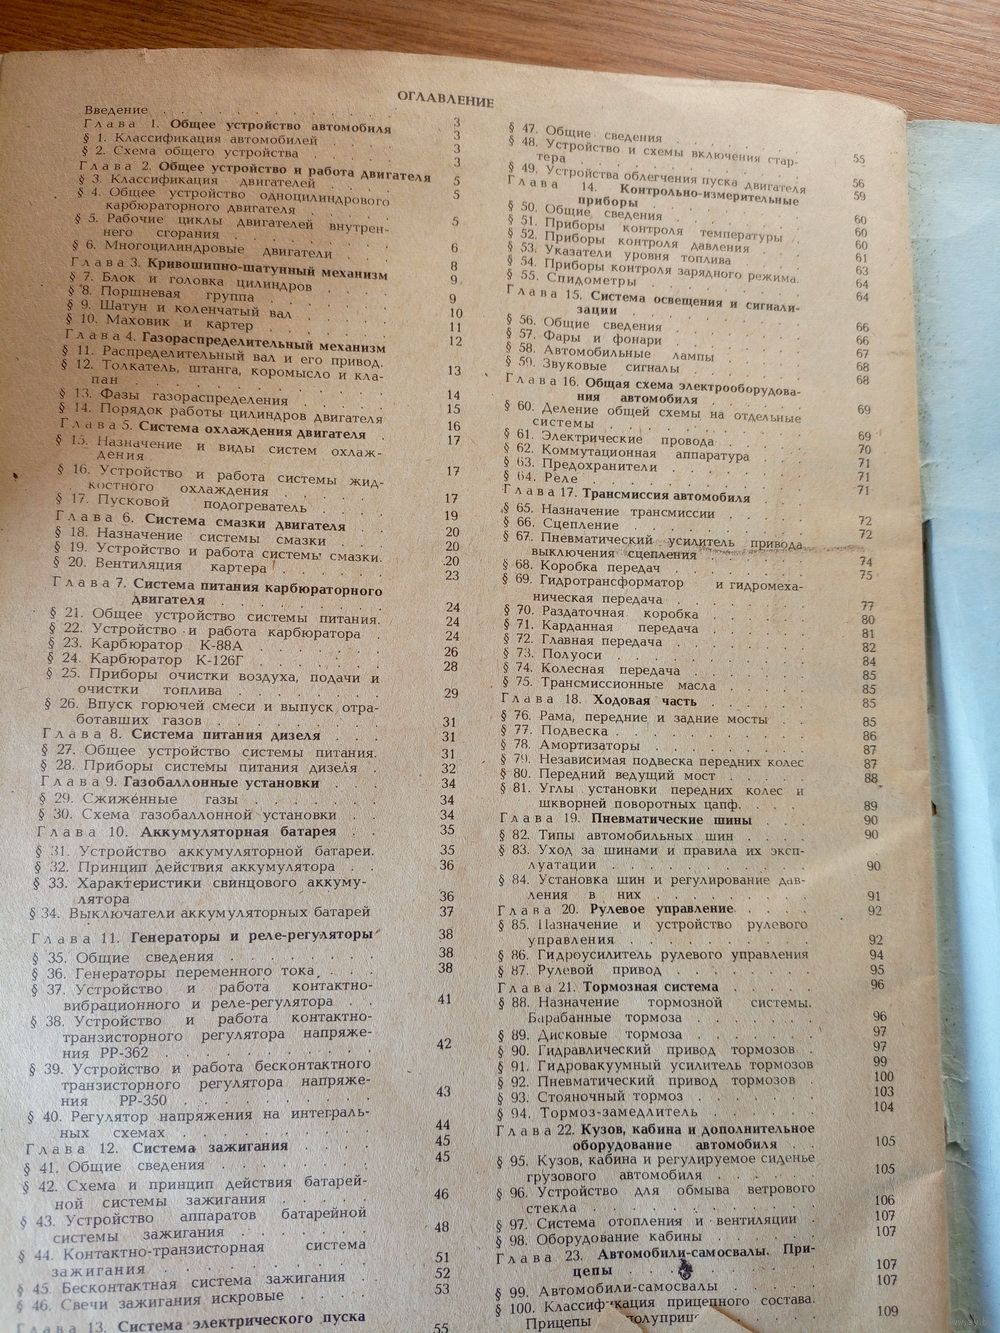 ОГЛАВЛЕНИЕ
Введение . . . . . . . . . . 3
Глава 1. Общее устройство автомобиля 3
§ 1. Классификация автомобилей . . . 3
§ 2. Схема общего устройства . . . 3
Глава 2. Общее устройство и работа двигателя 5
§ 3. Классификация двигателей . . . 5
§ 4. Общее устройство одноцилиндрового
карбюраторного двигателя . . . 5
§ 5. Рабочие циклы двигателей внутрен-
него сгорания . . . 6
§ 6. Многоцилиндровые двигатели . . . 8
Глава 3. Кривошипно-шатунный механизм 9
§ 7. Блок и головка цилиндров . . . 9
§ 8. Поршневая группа . . . 10
§ 9. Шатун и коленчатый вал . . . 11
§ 10. Маховик и картер . . . 12
Глава 4. Газораспределительный механизм
§ 11. Распределительный вал и его привод. 13
§ 12. Толкатель, штанга, коромысло и кла-
пан . . . 14
§ 13. Фазы газораспределения . . . 15
§ 14. Порядок работы цилиндров двигателя 16
Глава 5. Система охлаждения двигателя . 17
§ 15. Назначение и виды систем охлаж-
дения . . . 17
§ 16. Устройство и работа системы жид-
костного охлаждения . . . 17
§ 17. Пусковой подогреватель . . . 19
Глава 6. Система смазки двигателя . 20
§ 18. Назначение системы смазки . . . 20
§ 19. Устройство и работа системы смазки. 20
§ 20. Вентиляция картера . . . 23
Глава 7. Система питания карбюраторного
двигателя . . . 24
§ 21. Общее устройство системы питания. 24
§ 22. Устройство и работа карбюратора . 24
§ 23. Карбюратор К-88А . . . 26
§ 24. Карбюратор К-126Г . . . 28
§ 25. Приборы очистки воздуха, подачи и
очистки топлива . . . 29
§ 26. Впуск горючей смеси и выпуск отра-
ботавших газов . . . 31
Глава 8. Система питания дизеля . . . 31
§ 27. Общее устройство системы питания. 31
§ 28. Приборы системы питания дизеля . 32
Глава 9. Газобаллонные установки . . . 34
§ 29. Сжиженные газы . . . 34
§ 30. Схема газобаллонной установки . . 34
Глава 10. Аккумуляторная батарея . . 35
§ 31. Устройство аккумуляторной батареи. 35
§ 32. Принцип действия аккумулятора . . 36
§ 33. Характеристики свинцового аккуму-
лятора . . . 36
§ 34. Выключатели аккумуляторных батарей 37
Глава 11. Генераторы и реле-регуляторы 38
§ 35. Общие сведения . . . 38
§ 36. Генераторы переменного тока . . . 38
§ 37. Устройство и работа контактно-
вибрационного и реле-регулятора . . 41
§ 38. Устройство и работа контактно-
транзисторного регулятора напряже-
ния РР-362 . . . 42
§ 39. Устройство и работа бесконтактного
транзисторного регулятора напряже-
ния РР-350 . . . 43
§ 40. Регулятор напряжения на интеграль-
ных схемах . . . 44
Глава 12. Система зажигания . . . 45
§ 41. Общие сведения . . . 45
§ 42. Схема и принцип действия батарей-
ной системы зажигания . . . 46
§ 43. Устройство аппаратов батарейной
системы зажигания . . . 48
§ 44. Контактно-транзисторная система
зажигания . . . 51
§ 45. Бесконтактная система зажигания . 52
§ 46. Свечи зажигания искровые . . . 53
Глава 13. Система электрического пуска 55
§ 47. Общие сведения . . . 55
§ 48. Устройство и схемы включения стар-
тера . . . 56
§ 49. Устройства облегчения пуска двигателя 59
Глава 14. Контрольно-измерительные
приборы . . . 60
§ 50. Общие сведения . . . 60
§ 51. Приборы контроля температуры . . 60
§ 52. Приборы контроля давления . . . 61
§ 53. Указатели уровня топлива . . . 63
§ 54. Приборы контроля зарядного режима. 64
§ 55. Спидометры . . . 64
Глава 15. Система освещения и сигнали-
зации . . . 66
§ 56. Общие сведения . . . 66
§ 57. Фары и фонари . . . 67
§ 58. Автомобильные лампы . . . 68
§ 59. Звуковые сигналы . . . 68
Глава 16. Общая схема электрооборудова-
ния автомобиля . . . 69
§ 60. Деление общей схемы на отдельные
системы . . . 69
§ 61. Электрические провода . . . 70
§ 62. Коммутационная аппаратура . . . 71
§ 63. Предохранители . . . 71
§ 64. Реле . . . 71
Глава 17. Трансмиссия автомобиля
§ 65. Назначение трансмиссии . . . 72
§ 66. Сцепление . . . 72
§ 67. Пневматический усилитель привода
выключения сцепления . . . 74
§ 68. Коробка передач . . . 75
§ 69. Гидротрансформатор и гидромеха-
ническая передача . . . 77
§ 70. Раздаточная коробка . . . 80
§ 71. Карданная передача . . . 81
§ 72. Главная передача . . . 82
§ 73. Полуоси . . . 84
§ 74. Колесная передача . . . 85
§ 75. Трансмиссионные масла . . . 85
Глава 18. Ходовая часть . . . 85
§ 76. Рама, передние и задние мосты . . 85
§ 77. Подвеска . . . 86
§ 78. Амортизаторы . . . 87
§ 79. Независимая подвеска передних колес 87
§ 80. Передний ведущий мост . . . 88
§ 81. Углы установки передних колес и
шкворней поворотных цапф. . . . 89
Глава 19. Пневматические шины . . . 90
§ 82. Типы автомобильных шин . . . 90
§ 83. Уход за шинами и правила их эксп-
луатации . . . 90
§ 84. Установка шин и регулирование дав-
ления в них . . . 91
Глава 20. Рулевое управление . . . 92
§ 85. Назначение и устройство рулевого
управления . . . 92
§ 86. Гидроусилитель рулевого управления 94
§ 87. Рулевой привод . . . 95
Глава 21. Тормозная система . . . 96
§ 88. Назначение тормозной системы.
Барабанные тормоза . . . 96
§ 89. Дисковые тормоза . . . 97
§ 90. Гидравлический привод тормозов . 97
§ 91. Гидровакуумный усилитель тормозов 99
§ 92. Пневматический привод тормозов 100
§ 93. Стояночный тормоз . . . 103
§ 94. Тормоз-замедлитель . . . 104
Глава 22. Кузов, кабина и дополнительное
оборудование автомобиля . . 105
§ 95. Кузов, кабина и регулируемое сиденье
грузового автомобиля . . . 105
§ 96. Устройство для обмыва ветрового
стекла . . . 106
§ 97. Система отопления и вентиляции . 107
§ 98. Оборудование кабины . . . 107
Глава 23. Автомобили-самосвалы. При-
цепы . . . 107
§ 99. Автомобили-самосвалы . . . 107
§ 100. Классификация прицепного состава.
Прицепы 109